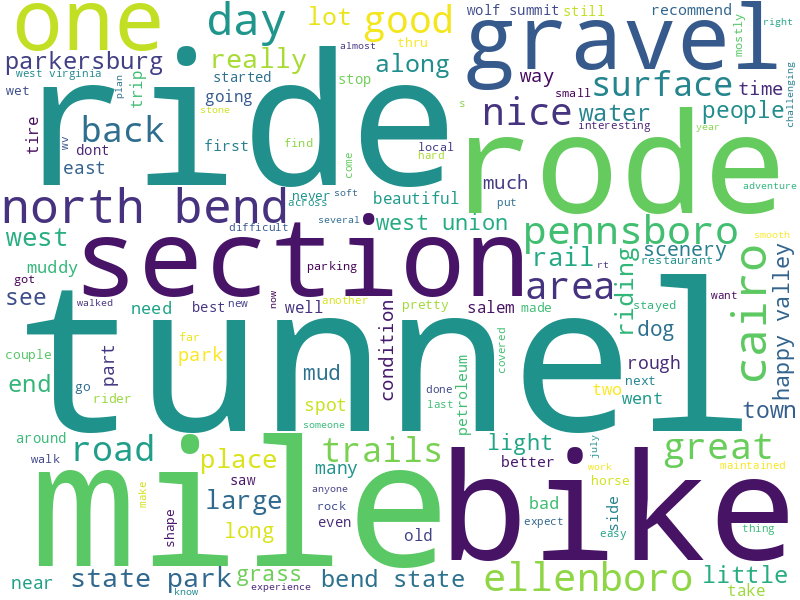 one
day
lot
good
wolf summit
still
recommend
right
parkersburg
almost
thru
gravel
mostly
west virginia
plan
trip
really
along
way
started
stop
small
surface
time
challenging
wet
going
stone
ride
s
nice
water
people
tire
wv
back
dont
first
find
local
hard
interesting
year
east
come
rode
much
adventure
north bend
never
soft
across
beautiful
put
several
west union
pennsboro
smooth
west
difficult
section
parking
rail
rt
scenery
restaurant
muddy
got
now
riding
area
want
cairo
happy valley
see
walked
need
best
new
well
another
condition
pretty
salem
made
stayed
dog
tunnel
far
park
couple
part
petroleum
covered
rough
end
go
rider
mud
done
last
two
next
went
town
spot
someone
around
road
place
trails
light
july
great
walk
saw
many
better
work
maintained
mile
bike
make
shape
large
anyone
rock
even
bad
horse
long
old
expect
side
easy
thing
near
state park
know
grass
experience
bend state
ellenboro
little
take